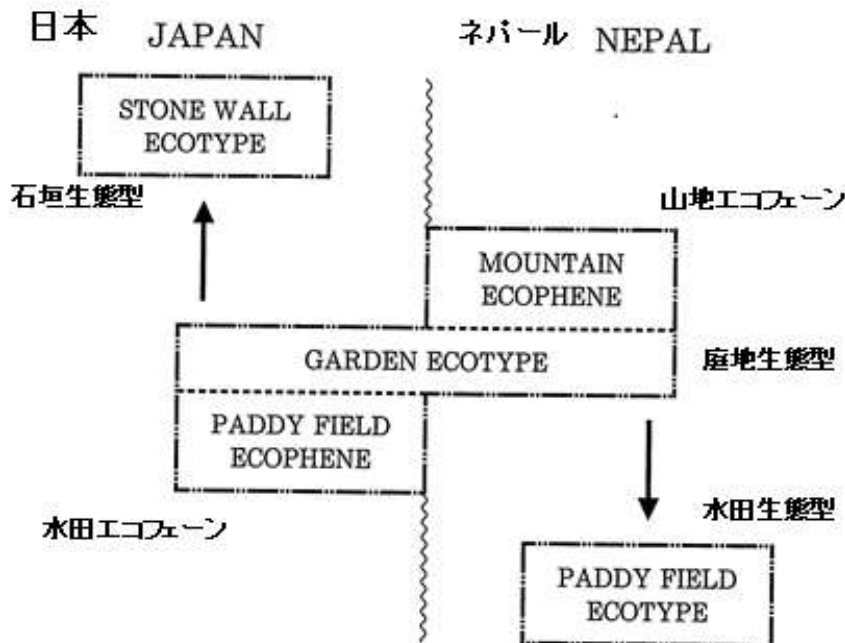 日本 JAPAN
ネパール NEPAL
STONE WALL
ECOTYPE
石垣生態型
山地エコフェーン
MOUNTAIN
ECOPHENE
GARDEN ECOTYPE
庭地生態型
PADDY FIELD
ECOPHENE
水田エコフェーン
水田生態型
PADDY FIELD
ECOTYPE